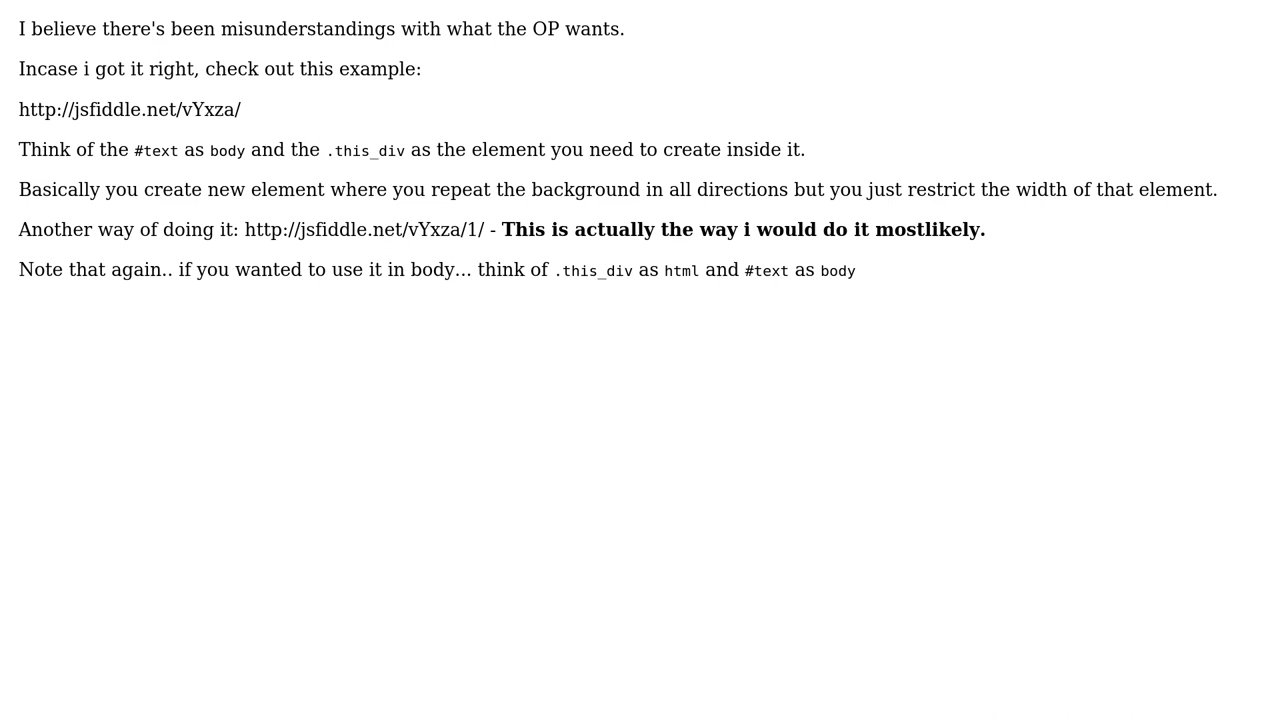 I believe there's been misunderstandings with what the OP wants.
Incase i got it right, check out this example:
http://jsfiddle.net/vYxza/
Think of the #text as body and the .this_div as the element you need to create inside it.
Basically you create new element where you repeat the background in all directions but you just restrict the width of that element.
Another way of doing it: http://jsfiddle.net/vYxza/1/ - This is actually the way i would do it mostlikely.
Note that again.. if you wanted to use it in body... think of .this_div as html and #text as body